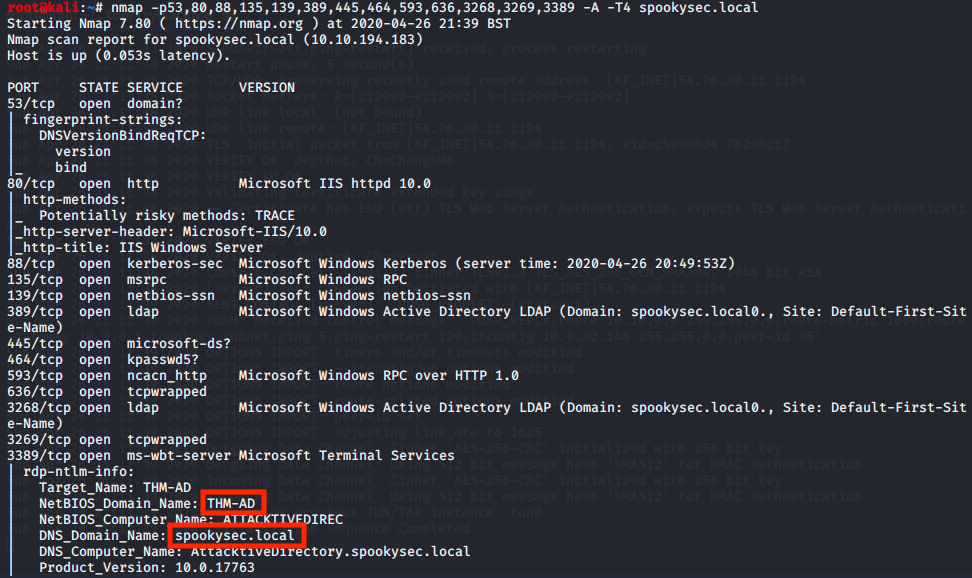 root@kali:~# nmap -p53,80,88,135,139,389,445,464,593,636,3268,3269,3389 -A -T4 spookysec.local
Starting Nmap 7.80 ( https://nmap.org ) at 2020-04-26 21:39 BST
Nmap scan report for spookysec.local (10.10.194.183)
Host is up (0.053s latency).
PORT     STATE SERVICE       VERSION
53/tcp   open  domain?
| fingerprint-strings:
|   DNSVersionBindReqTCP:
|     version
|_    bind
80/tcp   open  http          Microsoft IIS httpd 10.0
| http-methods:
|_  Potentially risky methods: TRACE
|_http-server-header: Microsoft-IIS/10.0
|_http-title: IIS Windows Server
88/tcp   open  kerberos-sec  Microsoft Windows Kerberos (server time: 2020-04-26 20:49:53Z)
135/tcp  open  msrpc         Microsoft Windows RPC
139/tcp  open  netbios-ssn   Microsoft Windows netbios-ssn
389/tcp  open  ldap          Microsoft Windows Active Directory LDAP (Domain: spookysec.local0., Site: Default-First-Sit
e-Name)
445/tcp  open  microsoft-ds?
464/tcp  open  kpasswd5?
593/tcp  open  ncacn_http    Microsoft Windows RPC over HTTP 1.0
636/tcp  open  tcpwrapped
3268/tcp open  ldap          Microsoft Windows Active Directory LDAP (Domain: spookysec.local0., Site: Default-First-Sit
e-Name)
3269/tcp open  tcpwrapped
3389/tcp open  ms-wbt-server Microsoft Terminal Services
| rdp-ntlm-info:
|   Target_Name: THM-AD
|   NetBIOS_Domain_Name: THM-AD
|   NetBIOS_Computer_Name: ATTACKTIVEDIREC
|   DNS_Domain_Name: spookysec.local
|   DNS_Computer_Name: AttacktiveDirectory.spookysec.local
|   Product_Version: 10.0.17763